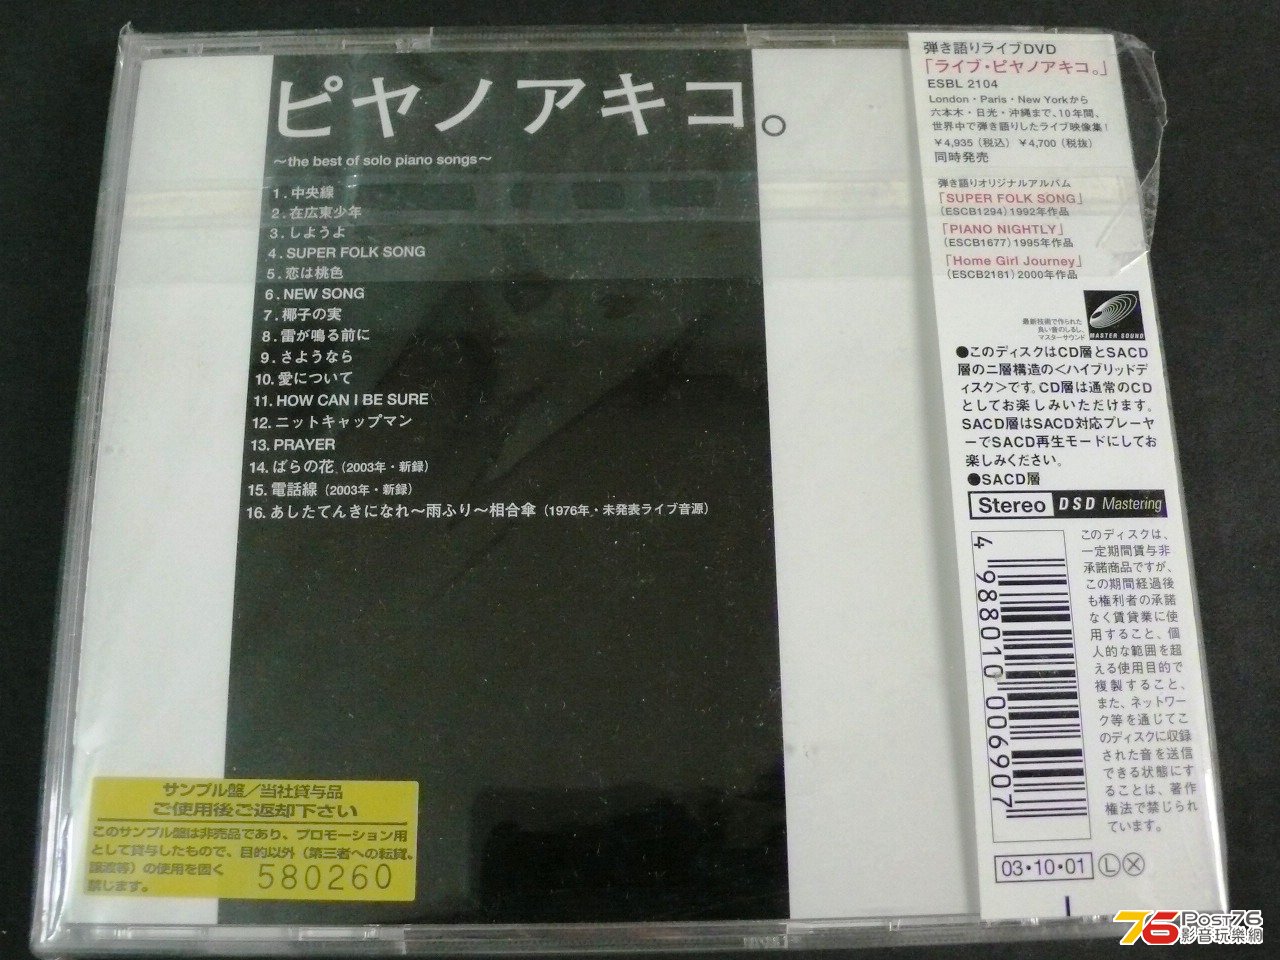 ピヤノアキコ。
〜the best of solo piano songs〜
1. 中央線
2. 在広東少年
3. しようよ
4. SUPER FOLK SONG
5. 恋は桃色
6. NEW SONG
7. 椰子の実
8. 雷が鳴る前に
9. さようなら
10. 愛について
11. HOW CAN I BE SURE
12. ニットキャップマン
13. PRAYER
14. ばらの花（2003年・新録）
15. 電話線（2003年・新録）
16. あしたてんきになれ〜雨ふり〜相合傘（1976年・未発表ライブ音源）
サンプル盤／当社貸与品
ご使用後ご返却下さい
このサンプル盤は非売品であり、プロモーション用
として貸与したもので、目的以外（第三者への転貸、
譲渡等）の使用を固く
禁じます。
580260
弾き語りライブDVD
「ライブ・ピヤノアキコ。」
ESBL 2104
London・Paris・New Yorkから
六本木・日光・沖縄まで、10年間、
世界中で弾き語りしたライブ映像集！
￥4,935（税込）￥4,700（税抜）
同時発売
弾き語りオリジナルアルバム
「SUPER FOLK SONG」
（ESCB1294）1992年作品
「PIANO NIGHTLY」
（ESCB1677）1995年作品
「Home Girl Journey」
（ESCB2181）2000年作品
最新技術で作られた
良い音のしるし、
マスターサウンド
MASTER SOUND
●このディスクはCD層とSACD
層の二層構造の＜ハイブリッドデ
ィスク＞です。CD層は通常のCD
としてお楽しみいただけます。
SACD層はSACD対応プレーヤ
ーでSACD再生モードにしてお
楽しみください。
●SACD層
Stereo DSD Mastering
4 988010 006907
このディスクは、
一定期間貸与非
承諾商品ですが、
この期間経過後
も権利者の承諾
なく賃貸業に使
用すること、個
人的な範囲を超
える使用目的で
複製すること、
また、ネットワー
ク等を通じてこ
のディスクに収録
された音を送信
できる状態にす
ることは、著作
権法で禁じられ
ています。
03・10・01 Ⓛ Ⓧ
76 Post76
影音玩樂網